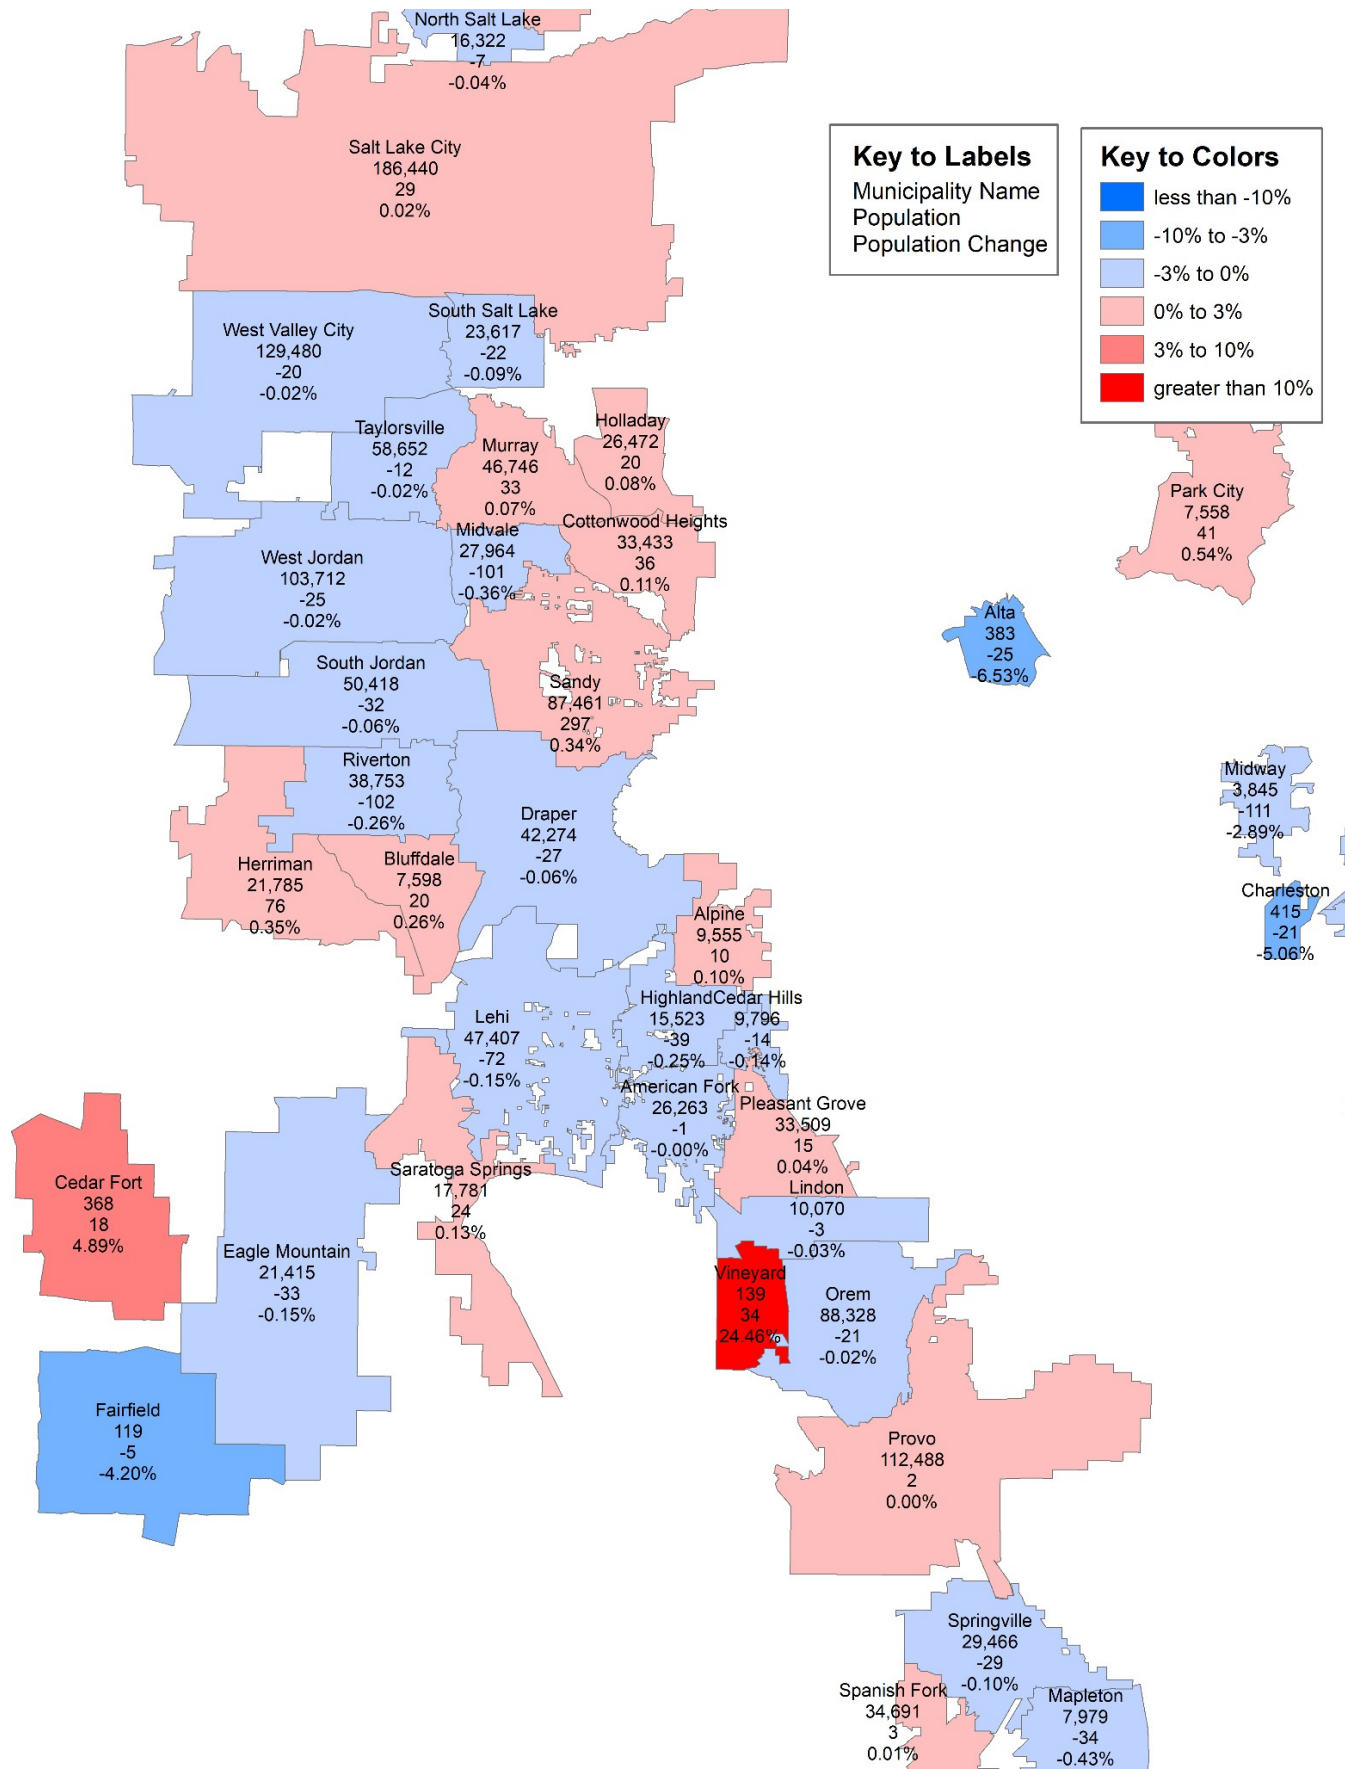 North Salt Lake
16,322
-7
-0.04%
Salt Lake City
186,440
29
0.02%
Key to Labels
Municipality Name
Population
Population Change
Key to Colors
less than -10%
-10% to -3%
-3% to 0%
0% to 3%
3% to 10%
greater than 10%
West Valley City
129,480
-20
-0.02%
South Salt Lake
23,617
-22
-0.09%
Taylorsville
58,652
-12
-0.02%
Murray
46,746
33
0.07%
Holladay
26,472
20
0.08%
Park City
7,558
41
0.54%
West Jordan
103,712
-25
-0.02%
Midvale
27,964
-101
-0.36%
Cottonwood Heights
33,433
36
0.11%
Alta
383
-25
-6.53%
South Jordan
50,418
-32
-0.06%
Sandy
87,461
297
0.34%
Riverton
38,753
-102
-0.26%
Draper
42,274
-27
-0.06%
Midway
3,845
-111
-2.89%
Herriman
21,785
76
0.35%
Bluffdale
7,598
20
0.26%
Alpine
9,555
10
0.10%
Charleston
415
-21
-5.06%
Lehi
47,407
-72
-0.15%
Highland
15,523
-39
-0.25%
Cedar Hills
9,796
-14
-0.14%
American Fork
26,263
-1
-0.00%
Pleasant Grove
33,509
15
0.04%
Cedar Fort
368
18
4.89%
Saratoga Springs
17,781
24
0.13%
Lindon
10,070
-3
-0.03%
Eagle Mountain
21,415
-33
-0.15%
Vineyard
139
34
24.46%
Orem
88,328
-21
-0.02%
Fairfield
119
-5
-4.20%
Provo
112,488
2
0.00%
Springville
29,466
-29
-0.10%
Spanish Fork
34,691
3
0.01%
Mapleton
7,979
-34
-0.43%